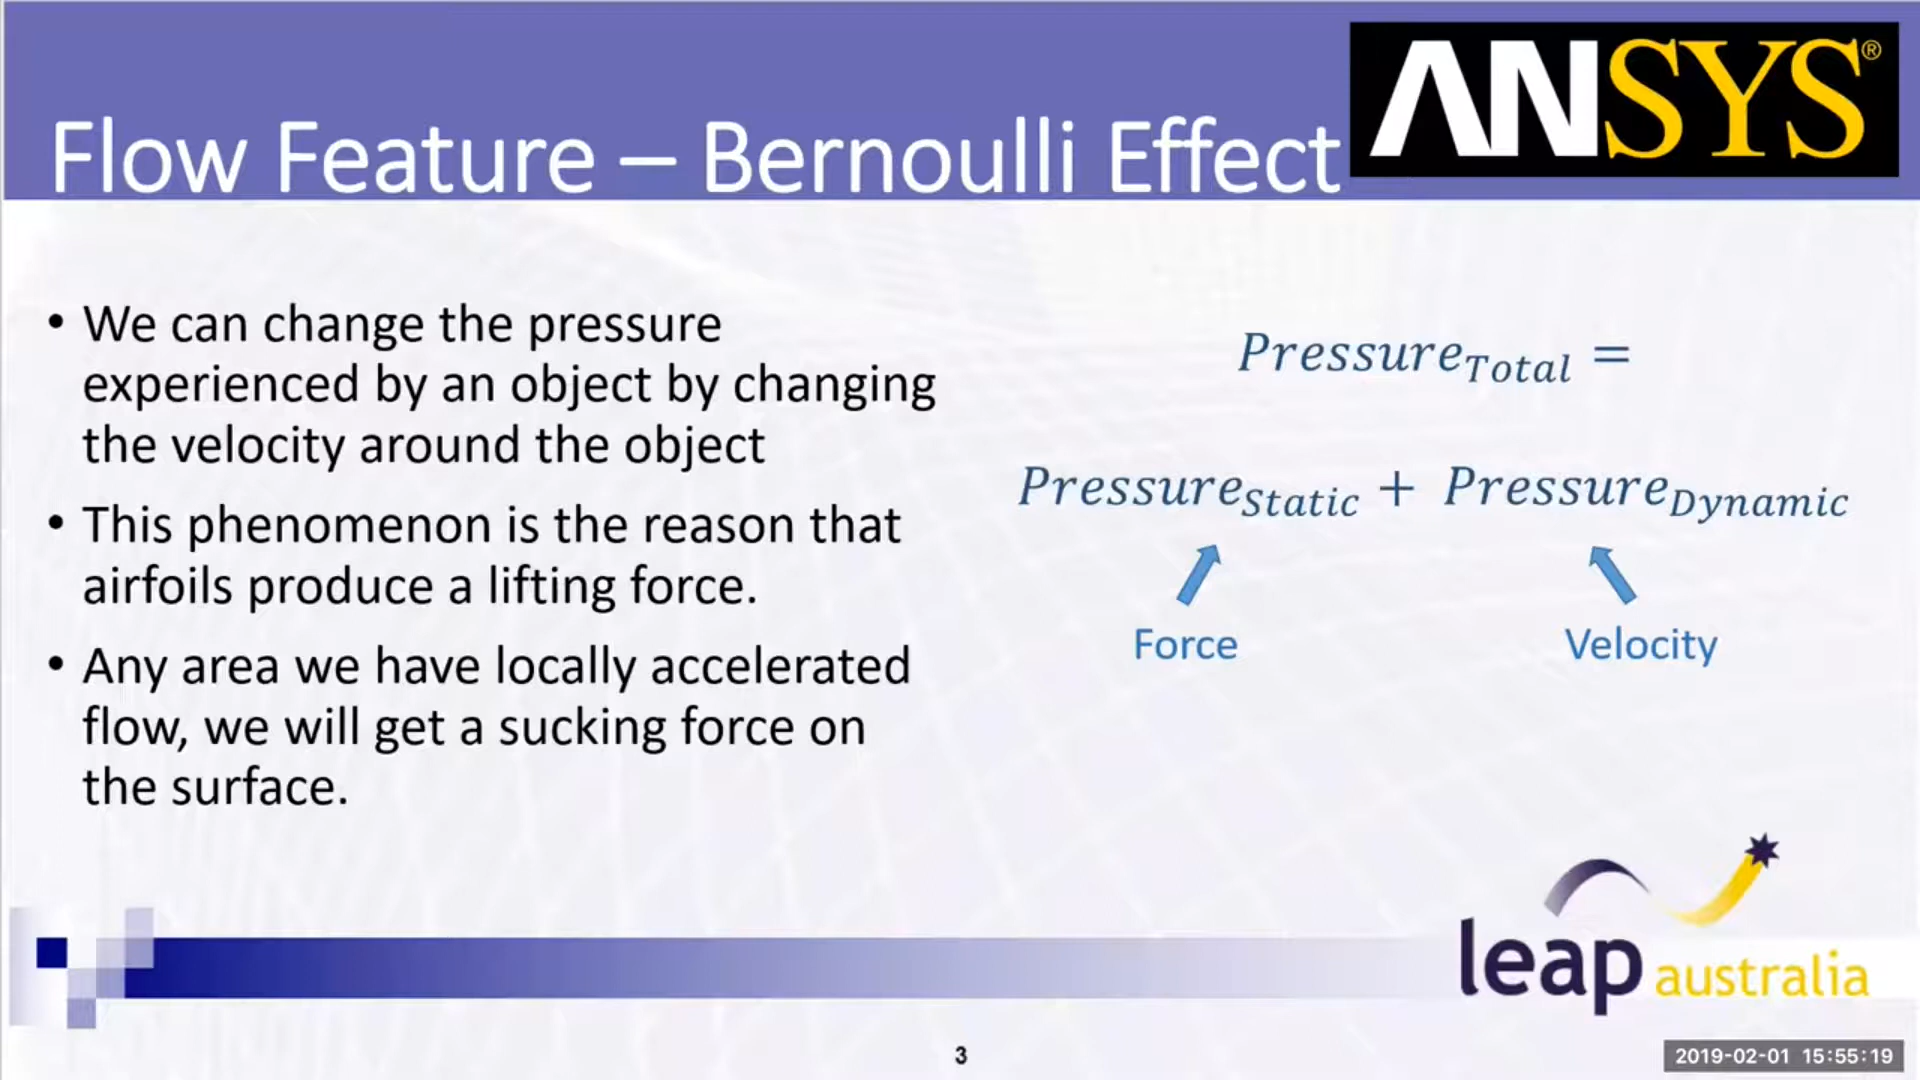 ANSYS®
Flow Feature – Bernoulli Effect
• We can change the pressure
experienced by an object by changing
the velocity around the object
• This phenomenon is the reason that
airfoils produce a lifting force.
• Any area we have locally accelerated
flow, we will get a sucking force on
the surface.
Pressure_Total =
Pressure_Static + Pressure_Dynamic
Force
Velocity
leap australia
3
2019-02-01 15:55:19